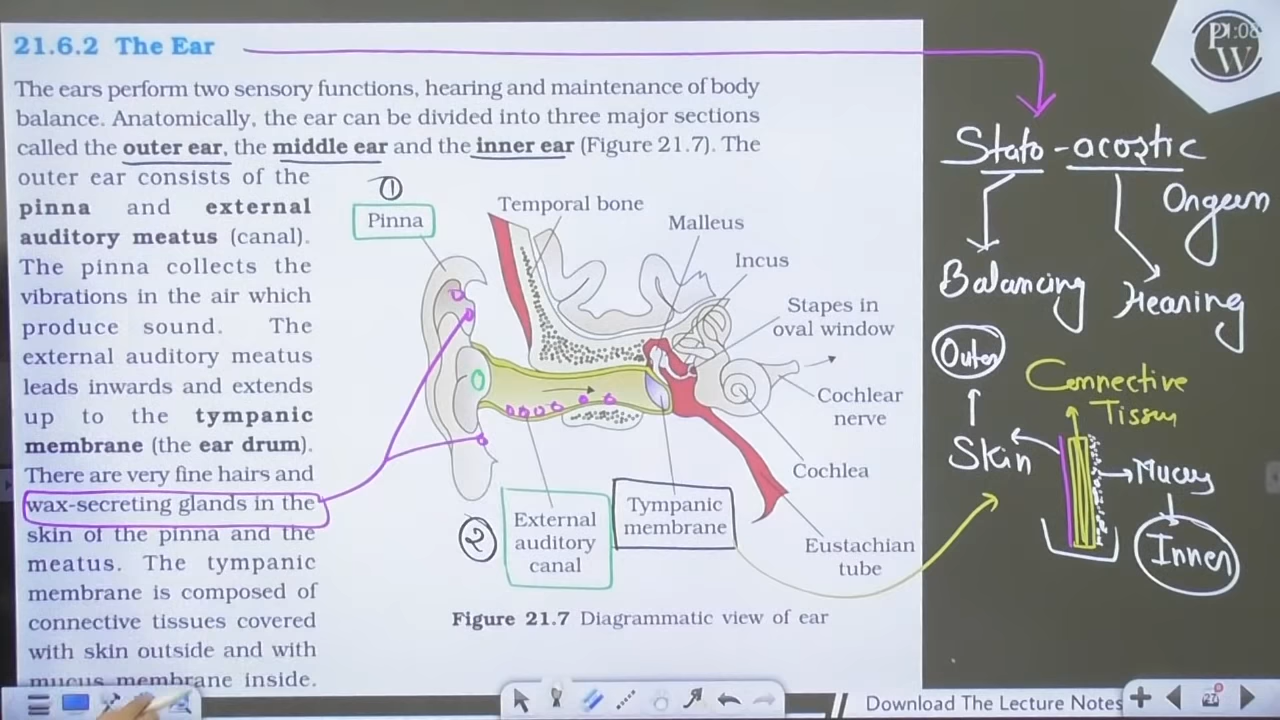 21.6.2 The Ear
The ears perform two sensory functions, hearing and maintenance of body
balance. Anatomically, the ear can be divided into three major sections
called the outer ear, the middle ear and the inner ear (Figure 21.7). The
outer ear consists of the
pinna and external
auditory meatus (canal).
The pinna collects the
vibrations in the air which
produce sound. The
external auditory meatus
leads inwards and extends
up to the tympanic
membrane (the ear drum).
There are very fine hairs and
wax-secreting glands in the
skin of the pinna and the
meatus. The tympanic
membrane is composed of
connective tissues covered
with skin outside and with
mucus membrane inside.
1
Pinna
Temporal bone
Malleus
Incus
Stapes in
oval window
Cochlear
nerve
Cochlea
Eustachian
tube
Tympanic
membrane
2
External
auditory
canal
Figure 21.7 Diagrammatic view of ear
PW
Stato-acostic
Organ
Balancing
Hearing
Outer
Connective
Tissue
Skin
Mucus
Inner
Download The Lecture Notes
27